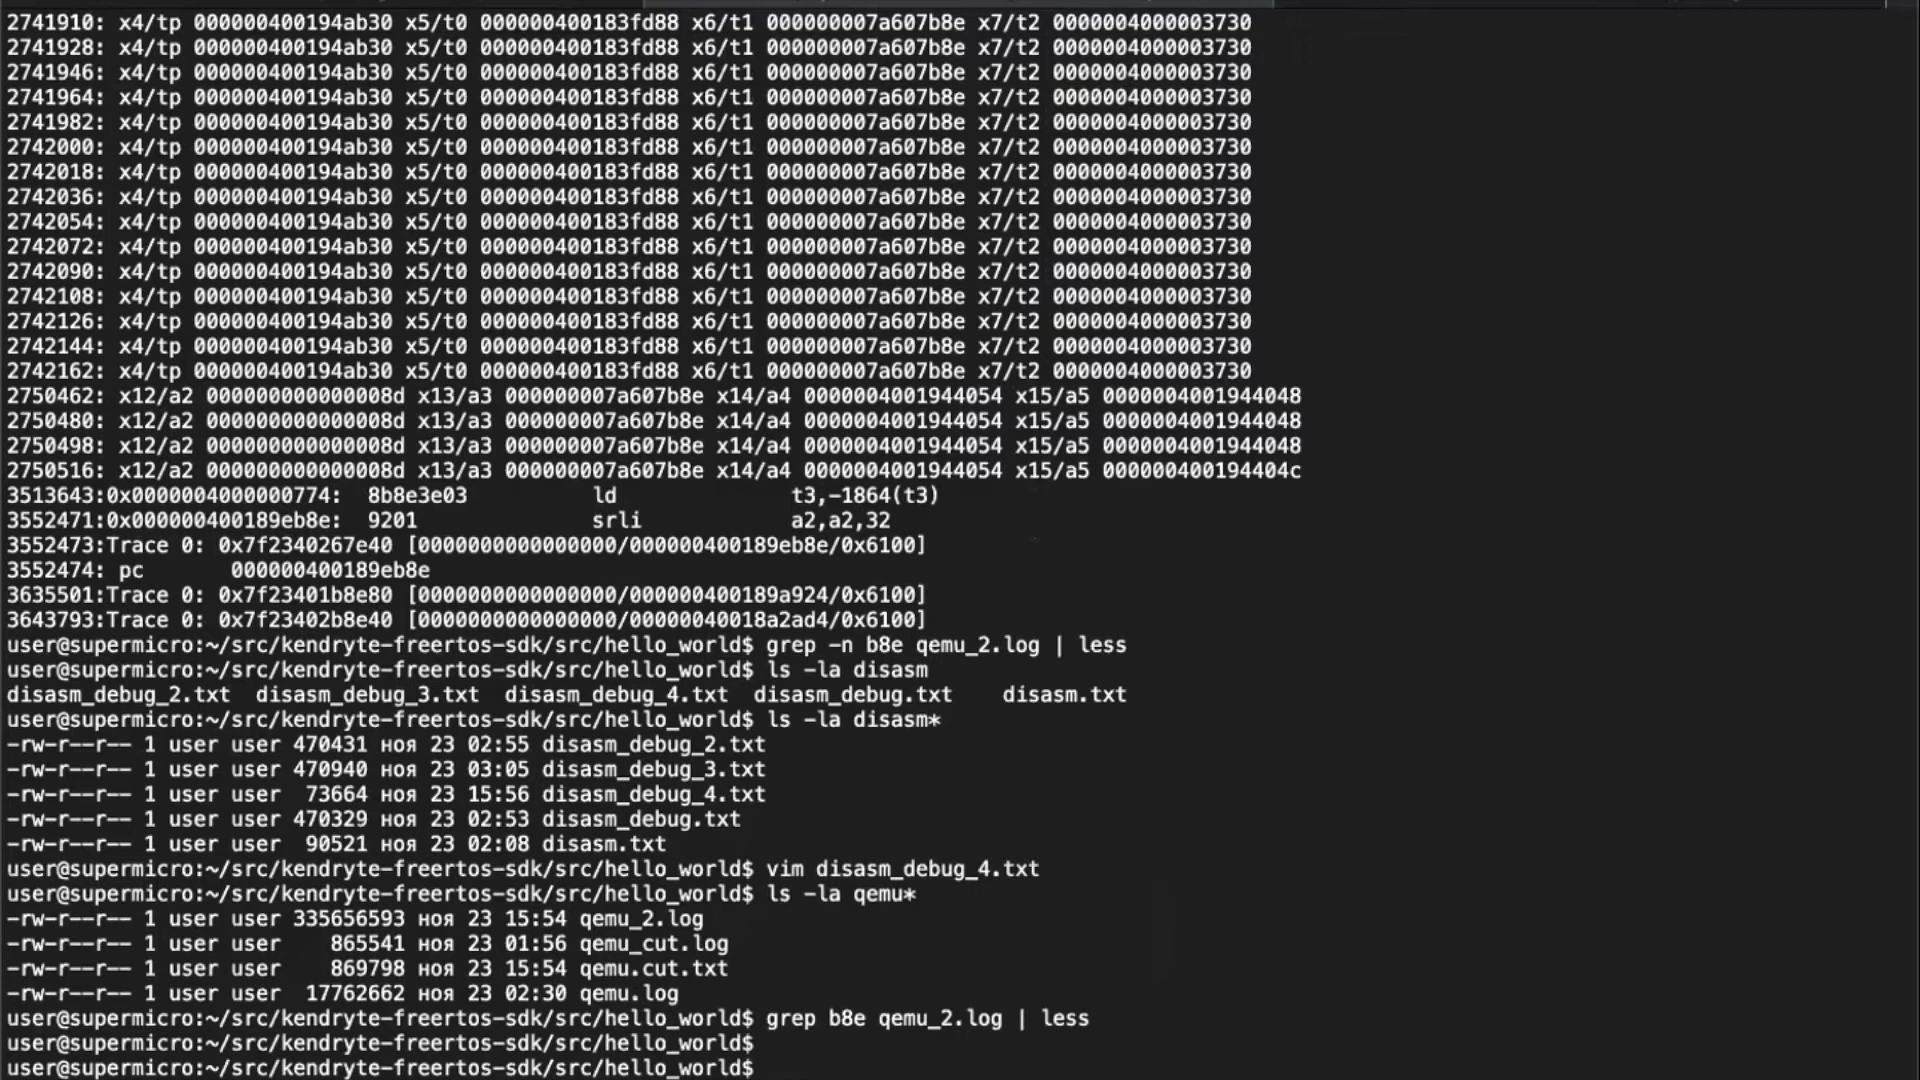 2741910: x4/tp 000000400194ab30 x5/t0 000000400183fd88 x6/t1 000000007a607b8e x7/t2 0000004000003730
2741928: x4/tp 000000400194ab30 x5/t0 000000400183fd88 x6/t1 000000007a607b8e x7/t2 0000004000003730
2741946: x4/tp 000000400194ab30 x5/t0 000000400183fd88 x6/t1 000000007a607b8e x7/t2 0000004000003730
2741964: x4/tp 000000400194ab30 x5/t0 000000400183fd88 x6/t1 000000007a607b8e x7/t2 0000004000003730
2741982: x4/tp 000000400194ab30 x5/t0 000000400183fd88 x6/t1 000000007a607b8e x7/t2 0000004000003730
2742000: x4/tp 000000400194ab30 x5/t0 000000400183fd88 x6/t1 000000007a607b8e x7/t2 0000004000003730
2742018: x4/tp 000000400194ab30 x5/t0 000000400183fd88 x6/t1 000000007a607b8e x7/t2 0000004000003730
2742036: x4/tp 000000400194ab30 x5/t0 000000400183fd88 x6/t1 000000007a607b8e x7/t2 0000004000003730
2742054: x4/tp 000000400194ab30 x5/t0 000000400183fd88 x6/t1 000000007a607b8e x7/t2 0000004000003730
2742072: x4/tp 000000400194ab30 x5/t0 000000400183fd88 x6/t1 000000007a607b8e x7/t2 0000004000003730
2742090: x4/tp 000000400194ab30 x5/t0 000000400183fd88 x6/t1 000000007a607b8e x7/t2 0000004000003730
2742108: x4/tp 000000400194ab30 x5/t0 000000400183fd88 x6/t1 000000007a607b8e x7/t2 0000004000003730
2742126: x4/tp 000000400194ab30 x5/t0 000000400183fd88 x6/t1 000000007a607b8e x7/t2 0000004000003730
2742144: x4/tp 000000400194ab30 x5/t0 000000400183fd88 x6/t1 000000007a607b8e x7/t2 0000004000003730
2742162: x4/tp 000000400194ab30 x5/t0 000000400183fd88 x6/t1 000000007a607b8e x7/t2 0000004000003730
2750462: x12/a2 000000000000008d x13/a3 000000007a607b8e x14/a4 0000004001944054 x15/a5 0000004001944048
2750480: x12/a2 000000000000008d x13/a3 000000007a607b8e x14/a4 0000004001944054 x15/a5 0000004001944048
2750498: x12/a2 000000000000008d x13/a3 000000007a607b8e x14/a4 0000004001944054 x15/a5 0000004001944048
2750516: x12/a2 000000000000008d x13/a3 000000007a607b8e x14/a4 0000004001944054 x15/a5 000000400194404c
3513643:0x0000004000000774:  8b8e3e03          ld              t3,-1864(t3)
3552471:0x000000400189eb8e:  9201              srli            a2,a2,32
3552473:Trace 0: 0x7f2340267e40 [0000000000000000/000000400189eb8e/0x6100]
3552474: pc       000000400189eb8e
3635501:Trace 0: 0x7f23401b8e80 [0000000000000000/000000400189a924/0x6100]
3643793:Trace 0: 0x7f23402b8e40 [0000000000000000/00000040018a2ad4/0x6100]
user@supermicro:~/src/kendryte-freertos-sdk/src/hello_world$ grep -n b8e qemu_2.log | less
user@supermicro:~/src/kendryte-freertos-sdk/src/hello_world$ ls -la disasm
disasm_debug_2.txt  disasm_debug_3.txt  disasm_debug_4.txt  disasm_debug.txt    disasm.txt
user@supermicro:~/src/kendryte-freertos-sdk/src/hello_world$ ls -la disasm*
-rw-r--r-- 1 user user 470431 ноя 23 02:55 disasm_debug_2.txt
-rw-r--r-- 1 user user 470940 ноя 23 03:05 disasm_debug_3.txt
-rw-r--r-- 1 user user  73664 ноя 23 15:56 disasm_debug_4.txt
-rw-r--r-- 1 user user 470329 ноя 23 02:53 disasm_debug.txt
-rw-r--r-- 1 user user  90521 ноя 23 02:08 disasm.txt
user@supermicro:~/src/kendryte-freertos-sdk/src/hello_world$ vim disasm_debug_4.txt
user@supermicro:~/src/kendryte-freertos-sdk/src/hello_world$ ls -la qemu*
-rw-r--r-- 1 user user 335656593 ноя 23 15:54 qemu_2.log
-rw-r--r-- 1 user user    865541 ноя 23 01:56 qemu_cut.log
-rw-r--r-- 1 user user    869798 ноя 23 15:54 qemu.cut.txt
-rw-r--r-- 1 user user  17762662 ноя 23 02:30 qemu.log
user@supermicro:~/src/kendryte-freertos-sdk/src/hello_world$ grep b8e qemu_2.log | less
user@supermicro:~/src/kendryte-freertos-sdk/src/hello_world$
user@supermicro:~/src/kendryte-freertos-sdk/src/hello_world$